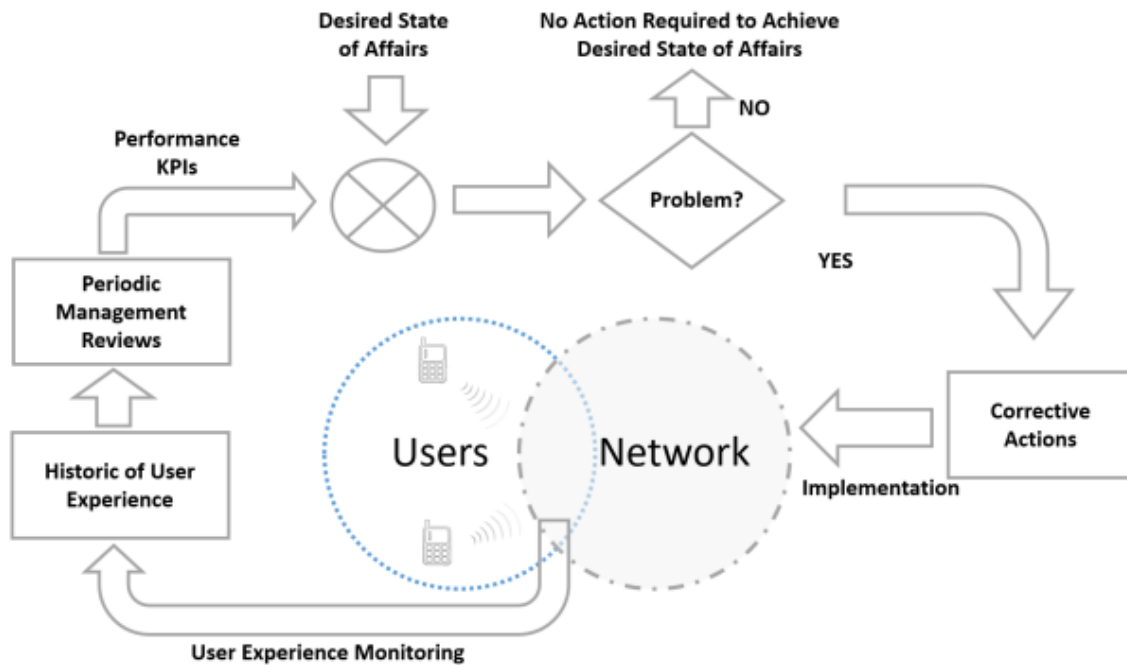 Desired State
of Affairs
No Action Required to Achieve
Desired State of Affairs
NO
Performance
KPIs
Problem?
YES
Periodic
Management
Reviews
Users
Network
Corrective
Actions
Historic of User
Experience
Implementation
User Experience Monitoring